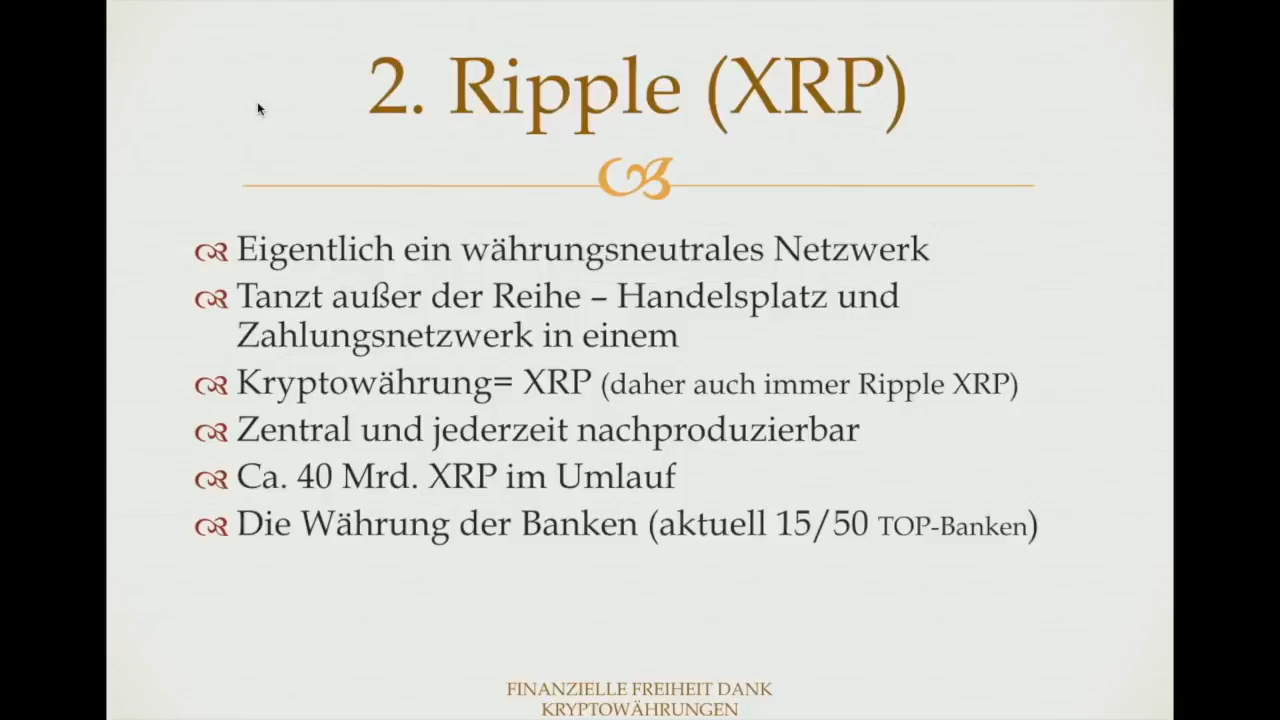 2. Ripple (XRP)
Eigentlich ein währungsneutrales Netzwerk
Tanzt außer der Reihe – Handelsplatz und
Zahlungsnetzwerk in einem
Kryptowährung= XRP (daher auch immer Ripple XRP)
Zentral und jederzeit nachproduzierbar
Ca. 40 Mrd. XRP im Umlauf
Die Währung der Banken (aktuell 15/50 TOP-Banken)
FINANZIELLE FREIHEIT DANK
KRYPTOWÄHRUNGEN